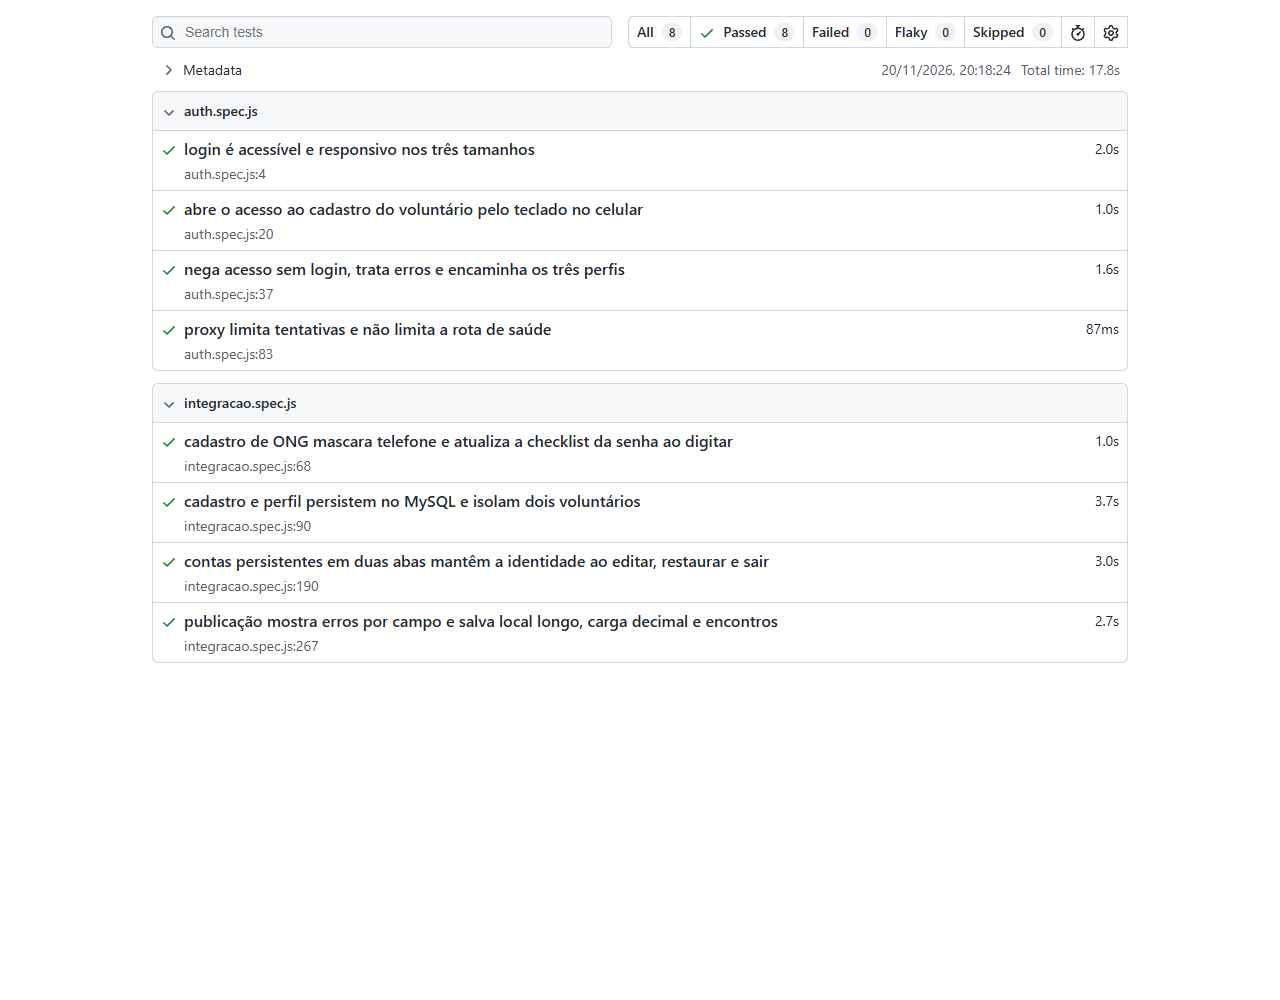 Search tests
All 8 Passed 8 Failed 0 Flaky 0 Skipped 0
Metadata 20/11/2026, 20:18:24 Total time: 17.8s
auth.spec.js
login é acessível e responsivo nos três tamanhos 2.0s
auth.spec.js:4
abre o acesso ao cadastro do voluntário pelo teclado no celular 1.0s
auth.spec.js:20
nega acesso sem login, trata erros e encaminha os três perfis 1.6s
auth.spec.js:37
proxy limita tentativas e não limita a rota de saúde 87ms
auth.spec.js:83
integracao.spec.js
cadastro de ONG mascara telefone e atualiza a checklist da senha ao digitar 1.0s
integracao.spec.js:68
cadastro e perfil persistem no MySQL e isolam dois voluntários 3.7s
integracao.spec.js:90
contas persistentes em duas abas mantêm a identidade ao editar, restaurar e sair 3.0s
integracao.spec.js:190
publicação mostra erros por campo e salva local longo, carga decimal e encontros 2.7s
integracao.spec.js:267